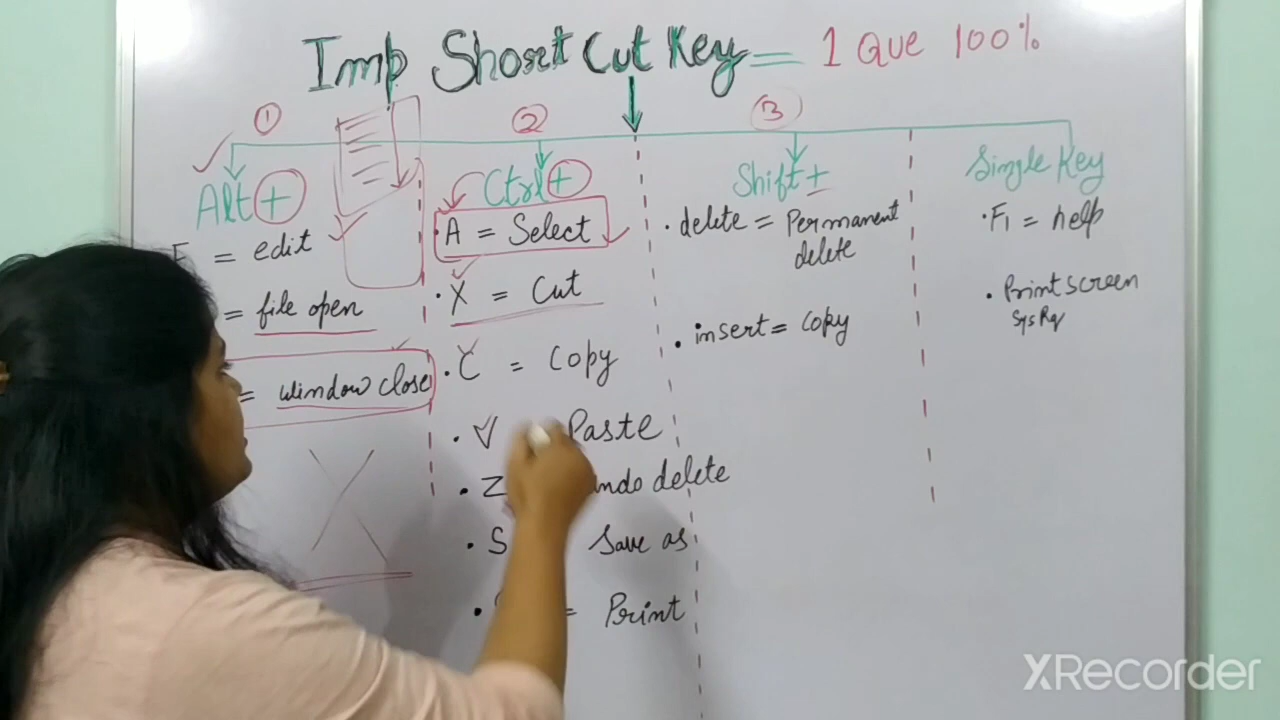 Imp Short Cut Key = 1 Que 100%
① ② ③
Alt +
= edit
= file open
= window close
Ctrl +
• A = Select
• X = Cut
• C = Copy
• V Paste
• Z undo delete
• S Save as
• = Print
Shift +
• delete = Permanent
delete
• insert = Copy
Single Key
• F1 = help
• Print screen
Sys Rq
XRecorder